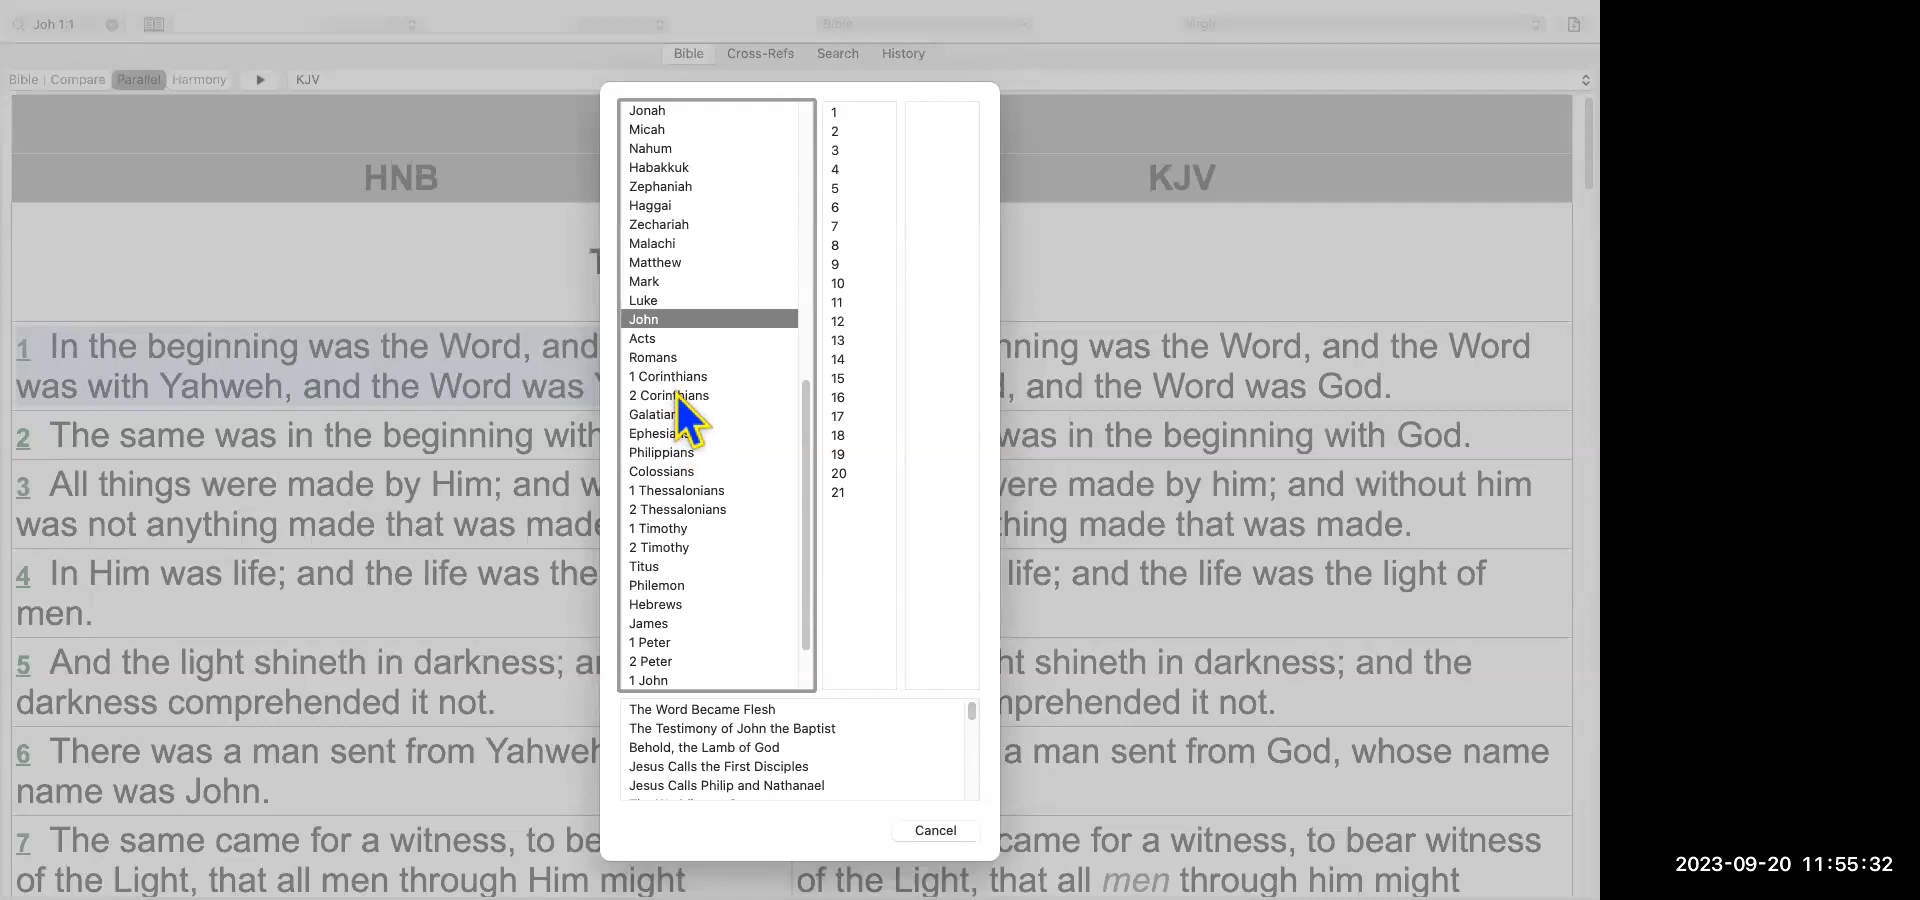 Joh 1:1
Bible
Virgin
Bible Cross-Refs Search History
Bible Compare Parallel Harmony KJV
HNB
KJV
T
1 In the beginning was the Word, and
was with Yahweh, and the Word was
2 The same was in the beginning with
3 All things were made by Him; and
was not anything made that was made
4 In Him was life; and the life was the
men.
5 And the light shineth in darkness;
darkness comprehended it not.
6 There was a man sent from Yahweh
name was John.
7 The same came for a witness, to be
of the Light, that all men through Him might
Jonah
Micah
Nahum
Habakkuk
Zephaniah
Haggai
Zechariah
Malachi
Matthew
Mark
Luke
John
Acts
Romans
1 Corinthians
2 Corinthians
Galatian
Ephesia
Philippians
Colossians
1 Thessalonians
2 Thessalonians
1 Timothy
2 Timothy
Titus
Philemon
Hebrews
James
1 Peter
2 Peter
1 John
1
2
3
4
5
6
7
8
9
10
11
12
13
14
15
16
17
18
19
20
21
The Word Became Flesh
The Testimony of John the Baptist
Behold, the Lamb of God
Jesus Calls the First Disciples
Jesus Calls Philip and Nathanael
Cancel
nning was the Word, and the Word
, and the Word was God.
was in the beginning with God.
vere made by him; and without him
hing made that was made.
life; and the life was the light of
ht shineth in darkness; and the
nprehended it not.
a man sent from God, whose name
came for a witness, to bear witness
of the Light, that all men through him might
2023-09-20 11:55:32